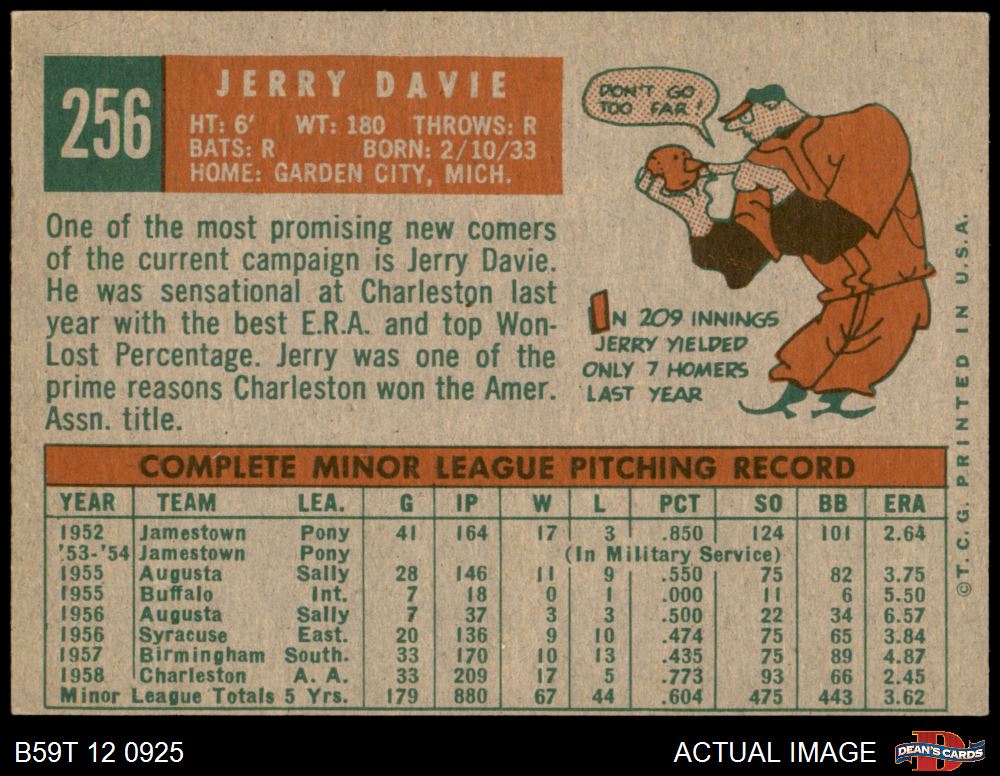 256
JERRY DAVIE
HT: 6' WT: 180 THROWS: R
BATS: R BORN: 2/10/33
HOME: GARDEN CITY, MICH.
DON'T GO
TOO FAR!
One of the most promising new comers
of the current campaign is Jerry Davie.
He was sensational at Charleston last
year with the best E.R.A. and top Won-
Lost Percentage. Jerry was one of the
prime reasons Charleston won the Amer.
Assn. title.
IN 209 INNINGS
JERRY YIELDED
ONLY 7 HOMERS
LAST YEAR
COMPLETE MINOR LEAGUE PITCHING RECORD
YEAR TEAM LEA. G IP W L PCT SO BB ERA
1952 Jamestown Pony 41 164 17 3 .850 124 101 2.64
'53-'54 Jamestown Pony (In Military Service)
1955 Augusta Sally 28 146 11 9 .550 75 82 3.75
1955 Buffalo Int. 7 18 0 1 .000 11 6 5.50
1956 Augusta Sally 7 37 3 3 .500 22 34 6.57
1956 Syracuse East. 20 136 9 10 .474 75 65 3.84
1957 Birmingham South. 33 170 10 13 .435 75 89 4.87
1958 Charleston A. A. 33 209 17 5 .773 93 66 2.45
Minor League Totals 5 Yrs. 179 880 67 44 .604 475 443 3.62
©T.C.G. PRINTED IN U.S.A.
B59T 12 0925
ACTUAL IMAGE
D
DEAN'S CARDS